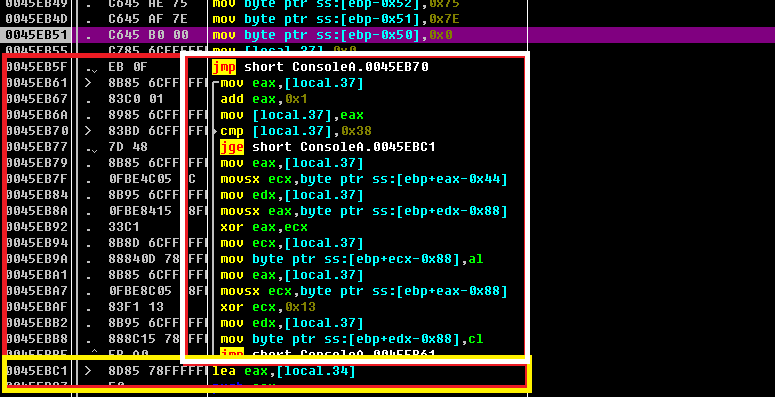 0045EB49 . C645 AE 75 mov byte ptr ss:[ebp-0x52],0x75
0045EB4D . C645 AF 7E mov byte ptr ss:[ebp-0x51],0x7E
0045EB51 . C645 B0 00 mov byte ptr ss:[ebp-0x50],0x0
0045EB55 . C785 6CFFFFFF mov [local.37],0x0
0045EB5F . EB 0F jmp short ConsoleA.0045EB70
0045EB61 > 8B85 6CFFFFFF mov eax,[local.37]
0045EB67 . 83C0 01 add eax,0x1
0045EB6A . 8985 6CFFFFFF mov [local.37],eax
0045EB70 > 83BD 6CFFFFFF cmp [local.37],0x38
0045EB77 . 7D 48 jge short ConsoleA.0045EBC1
0045EB79 . 8B85 6CFFFFFF mov eax,[local.37]
0045EB7F . 0FBE4C05 C movsx ecx,byte ptr ss:[ebp+eax-0x44]
0045EB84 . 8B95 6CFFFFFF mov edx,[local.37]
0045EB8A . 0FBE8415 8FF movsx eax,byte ptr ss:[ebp+edx-0x88]
0045EB92 . 33C1 xor eax,ecx
0045EB94 . 8B8D 6CFFFFFF mov ecx,[local.37]
0045EB9A . 88840D 78FFF mov byte ptr ss:[ebp+ecx-0x88],al
0045EBA1 . 8B85 6CFFFFFF mov eax,[local.37]
0045EBA7 . 0FBE8C05 8FF movsx ecx,byte ptr ss:[ebp+eax-0x88]
0045EBAF . 83F1 13 xor ecx,0x13
0045EBB2 . 8B95 6CFFFFFF mov edx,[local.37]
0045EBB8 . 888C15 78FFF mov byte ptr ss:[ebp+edx-0x88],cl
jmp short ConsoleA.0045EB61
0045EBC1 > 8D85 78FFFFFF lea eax,[local.34]